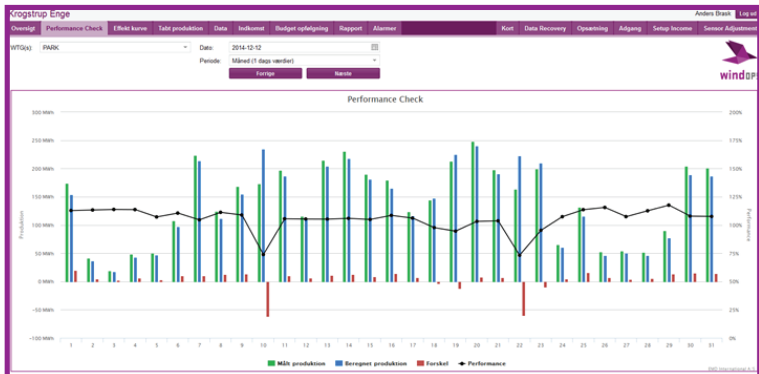 Krogstrup Enge
Anders Brask Log ud
Oversigt Performance Check Effekt kurve Tabt produktion Data Indkomst Budget opfølgning Rapport Alarmer Kort Data Recovery Opsætning Adgang Setup Income Sensor Adjustment
WTG(s): PARK Dato: 2014-12-12
Periode: Måned (1 dags værdier)
Forrige Næste
windops
Performance Check
300 MWh 200%
250 MWh 175%
200 MWh 150%
150 MWh 125%
100 MWh 100%
50 MWh 75%
0 MWh 50%
-50 MWh 25%
-100 MWh 0%
Produktion
Performance
1 2 3 4 5 6 7 8 9 10 11 12 13 14 15 16 17 18 19 20 21 22 23 24 25 26 27 28 29 30 31
Målt produktion Beregnet produktion Forskel Performance